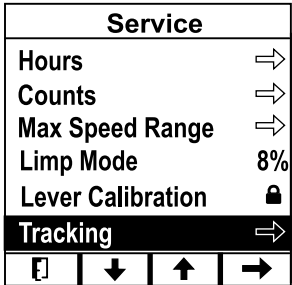 Service
Hours
Counts
Max Speed Range
Limp Mode 8%
Lever Calibration
Tracking